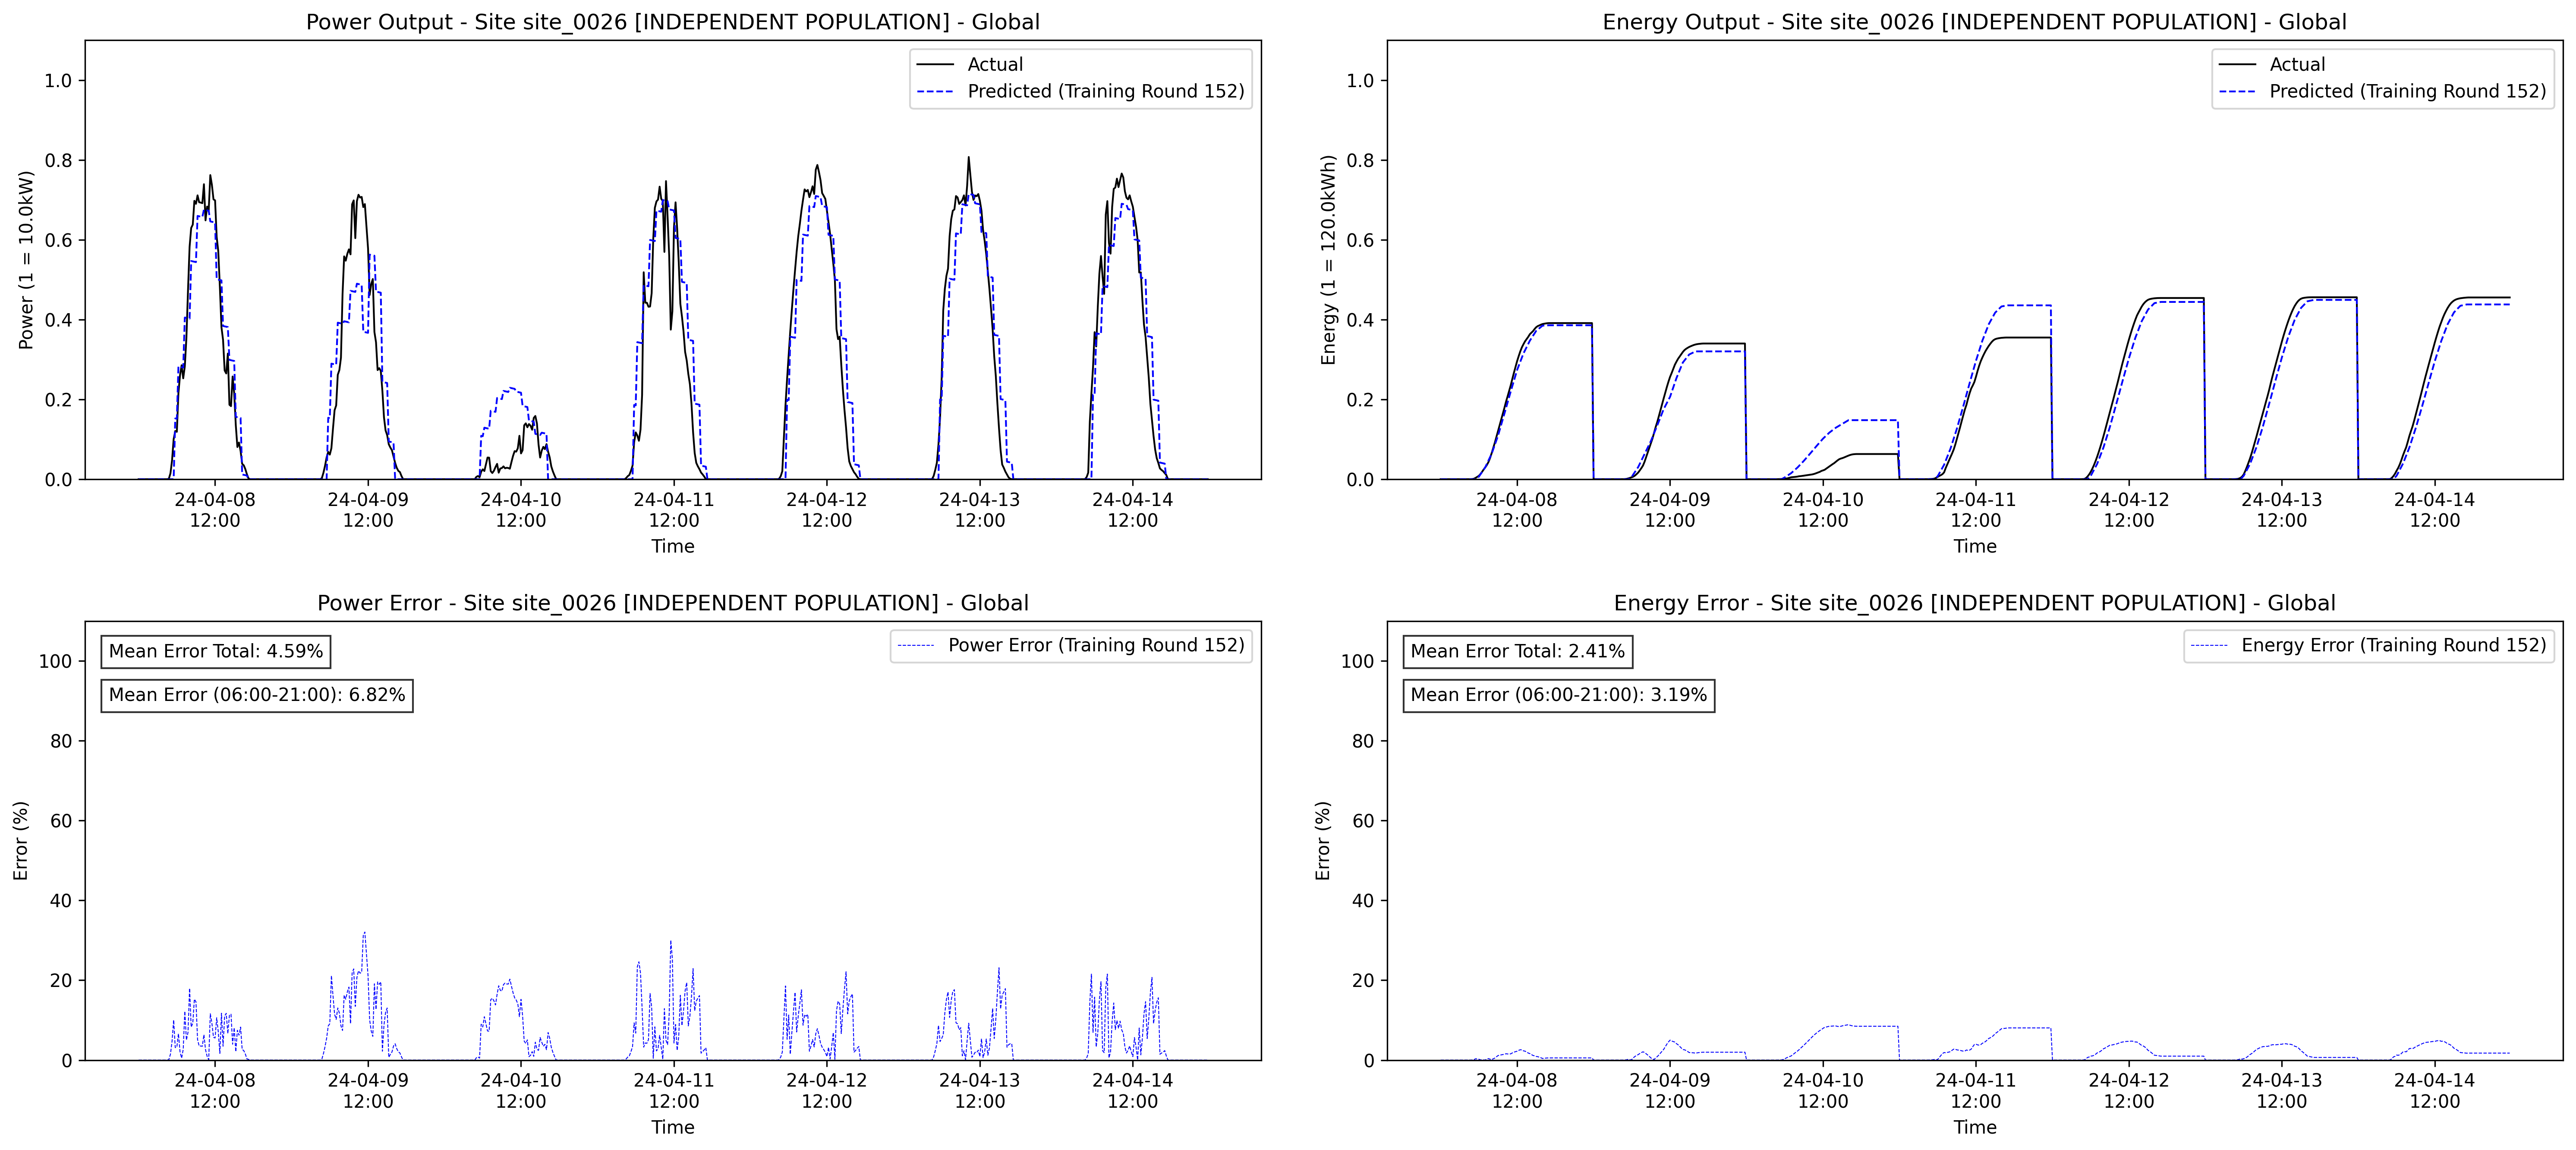 Power Output - Site site_0026 [INDEPENDENT POPULATION] - Global
Actual
Predicted (Training Round 152)
Power (1 = 10.0kW)
1.0
0.8
0.6
0.4
0.2
0.0
24-04-08 24-04-09 24-04-10 24-04-11 24-04-12 24-04-13 24-04-14
12:00 12:00 12:00 12:00 12:00 12:00 12:00
Time
Energy Output - Site site_0026 [INDEPENDENT POPULATION] - Global
Actual
Predicted (Training Round 152)
Energy (1 = 120.0kWh)
1.0
0.8
0.6
0.4
0.2
0.0
24-04-08 24-04-09 24-04-10 24-04-11 24-04-12 24-04-13 24-04-14
12:00 12:00 12:00 12:00 12:00 12:00 12:00
Time
Power Error - Site site_0026 [INDEPENDENT POPULATION] - Global
Mean Error Total: 4.59%
Mean Error (06:00-21:00): 6.82%
Power Error (Training Round 152)
Error (%)
100
80
60
40
20
0
24-04-08 24-04-09 24-04-10 24-04-11 24-04-12 24-04-13 24-04-14
12:00 12:00 12:00 12:00 12:00 12:00 12:00
Time
Energy Error - Site site_0026 [INDEPENDENT POPULATION] - Global
Mean Error Total: 2.41%
Mean Error (06:00-21:00): 3.19%
Energy Error (Training Round 152)
Error (%)
100
80
60
40
20
0
24-04-08 24-04-09 24-04-10 24-04-11 24-04-12 24-04-13 24-04-14
12:00 12:00 12:00 12:00 12:00 12:00 12:00
Time